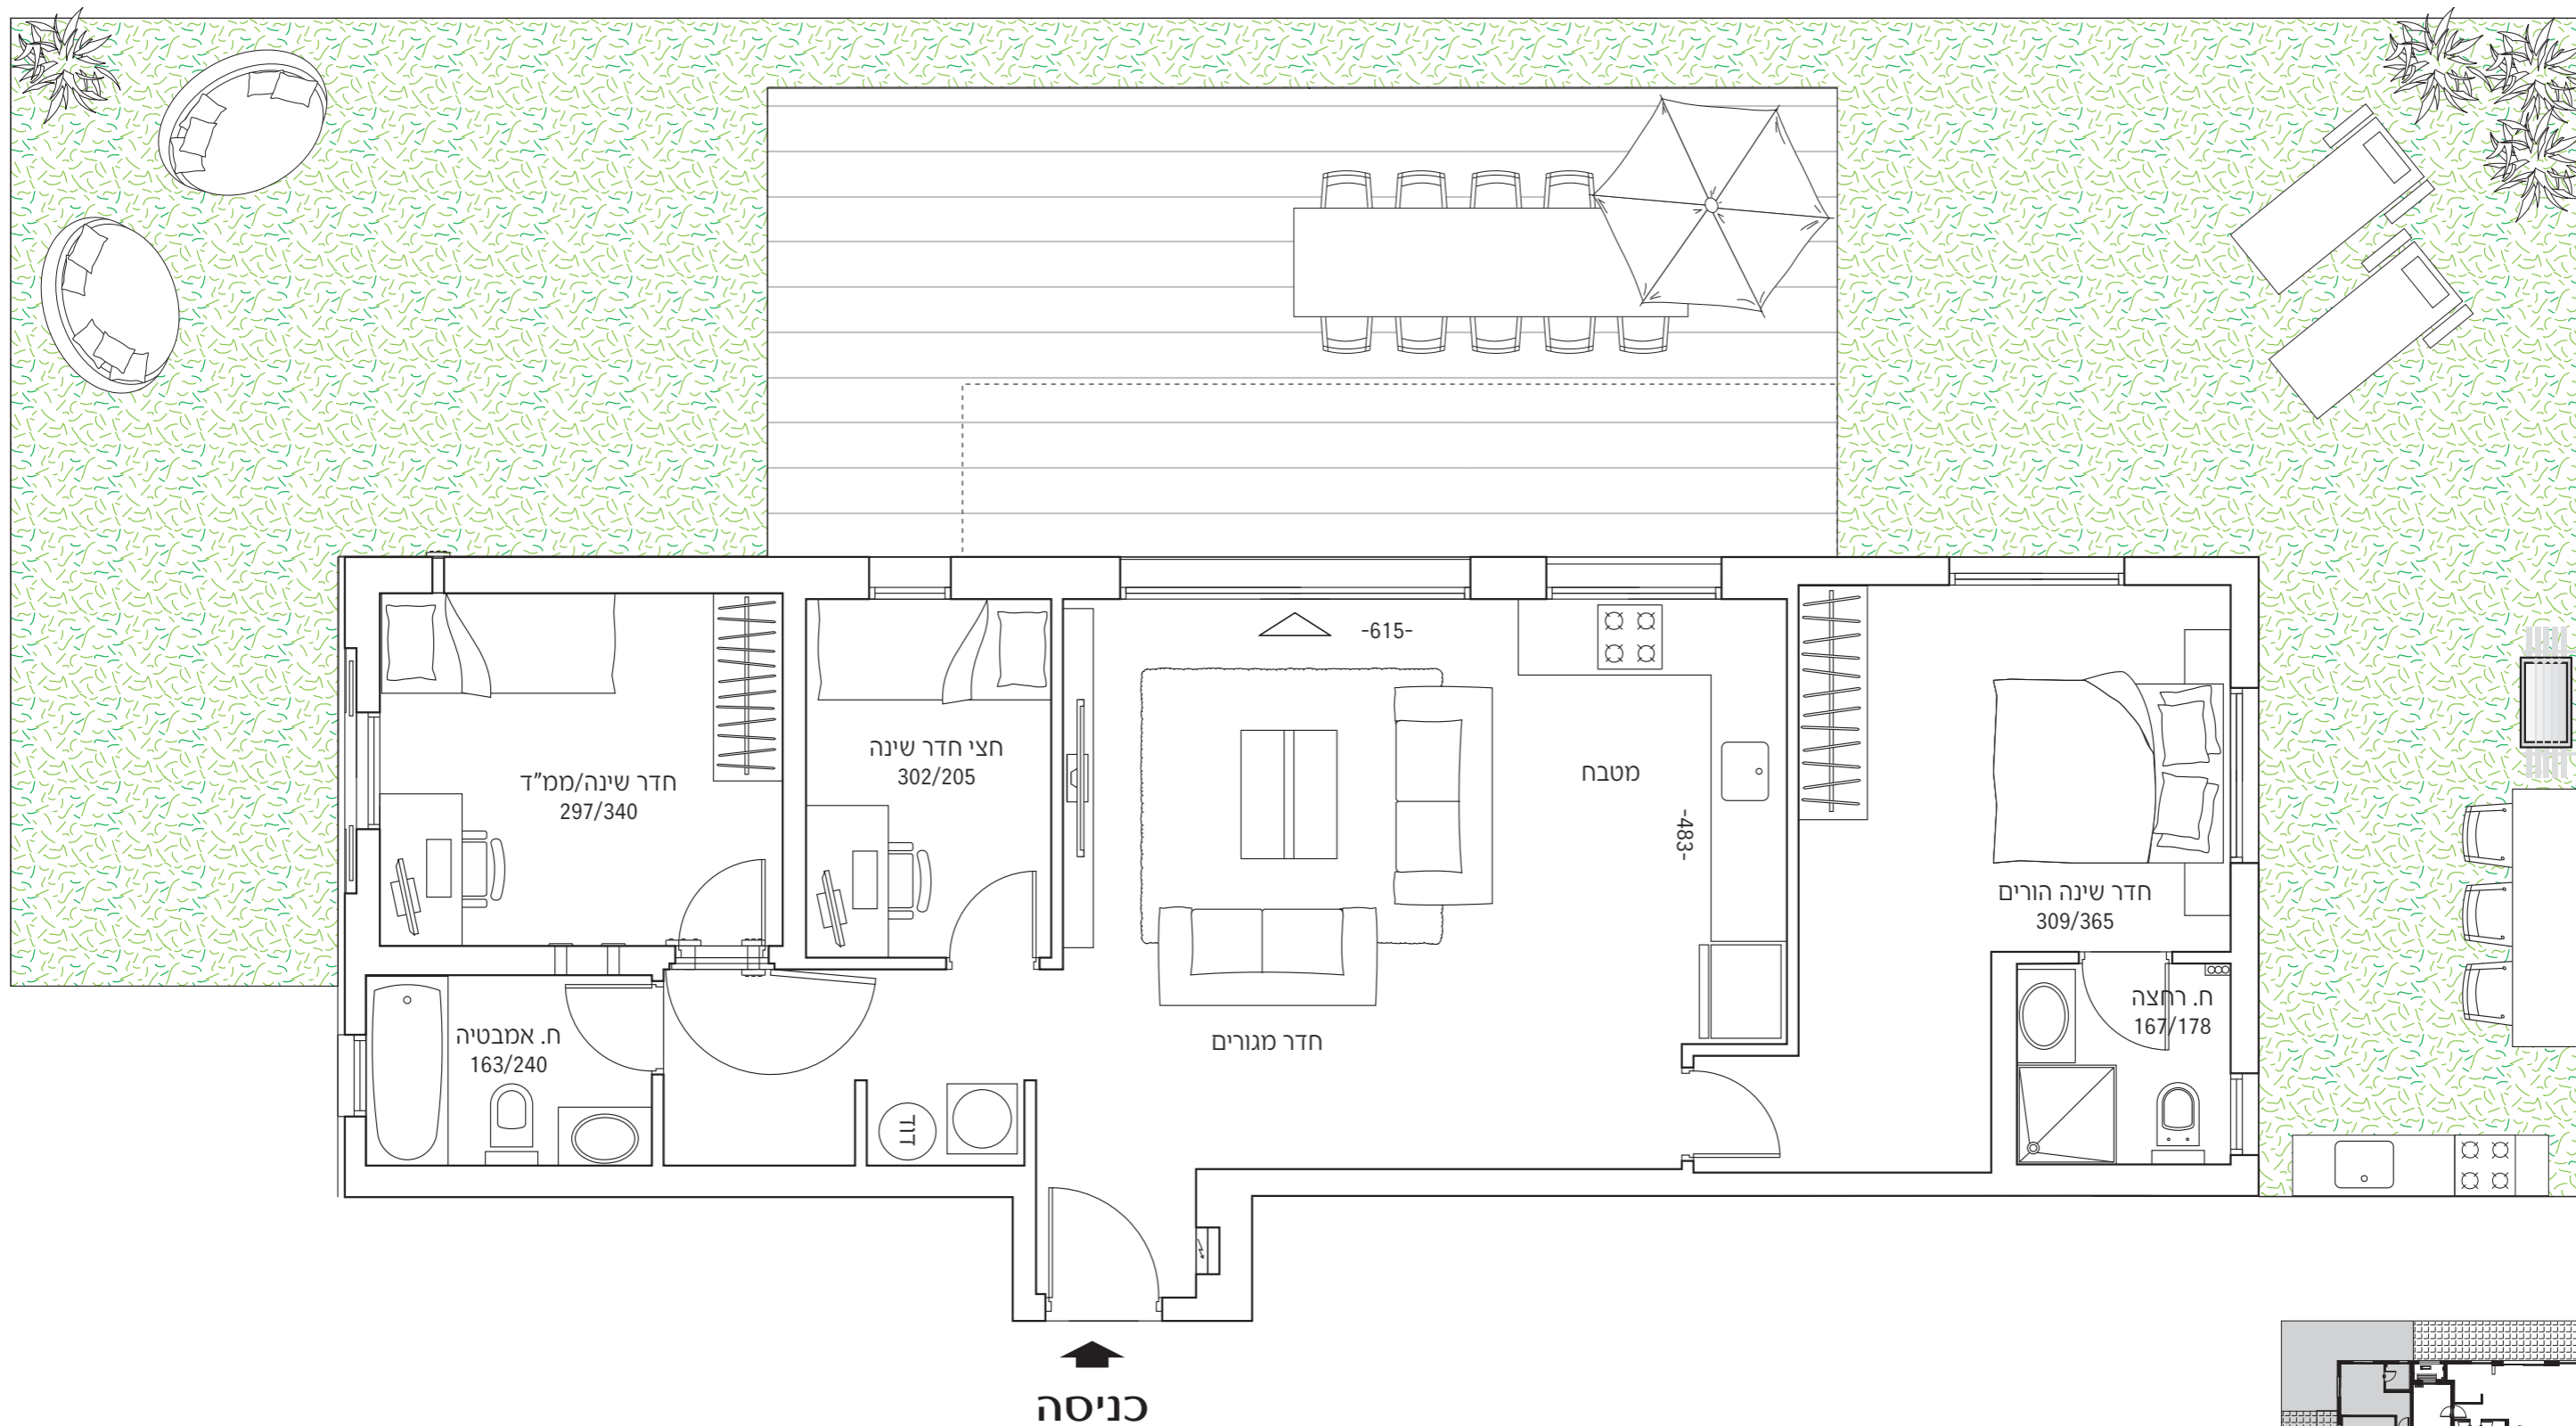 -615-
חצי חדר שינה
302/205
מטבח
חדר שינה/ממ״ד
297/340
-483-
חדר שינה הורים
309/365
ח. רחצה
167/178
ח. אמבטיה
163/240
חדר מגורים
דוד
כניסה